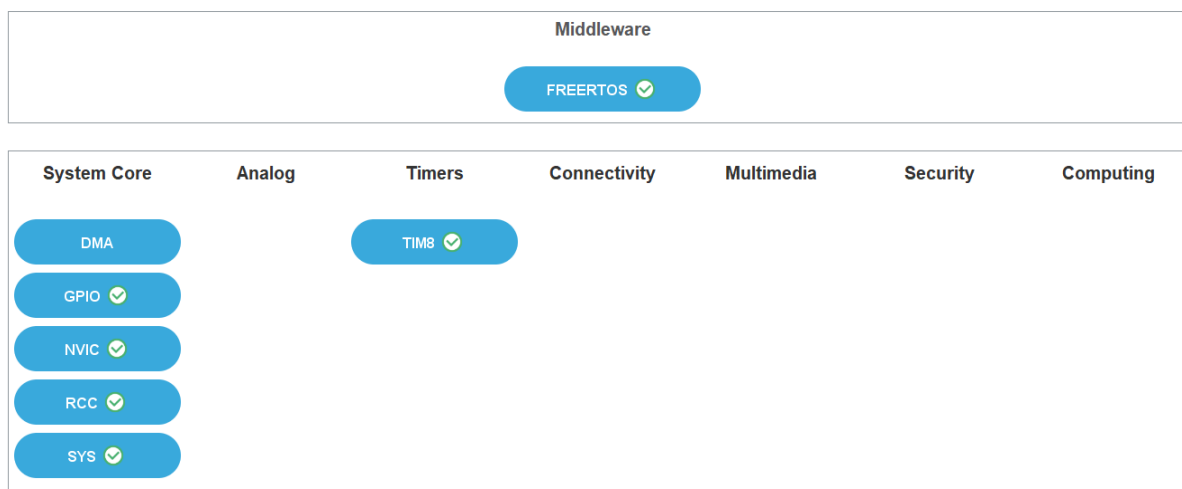 Middleware
FREERTOS
System Core Analog Timers Connectivity Multimedia Security Computing
DMA TIM8
GPIO
NVIC
RCC
SYS